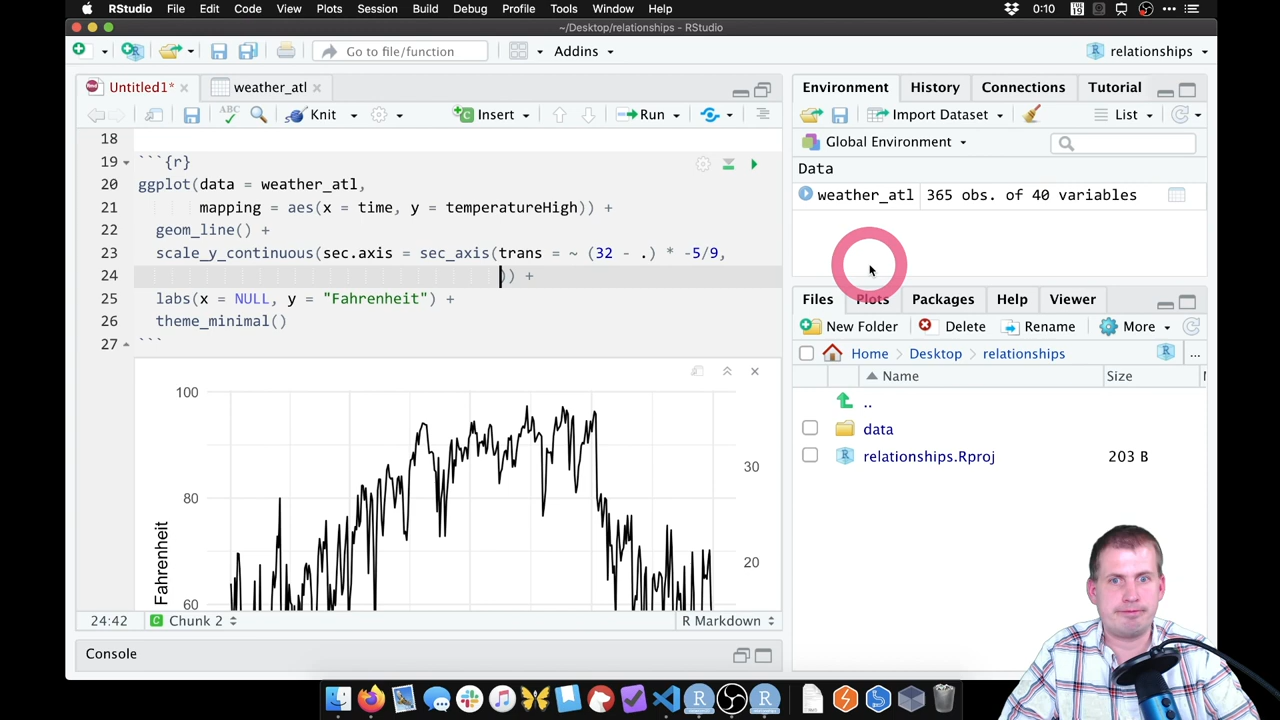 RStudio File Edit Code View Plots Session Build Debug Profile Tools Window Help 0:10 TUE 19
~/Desktop/relationships - RStudio
Go to file/function Addins relationships
Untitled1* weather_atl
ABC Knit Insert Run
18
19 ```{r}
20 ggplot(data = weather_atl,
21 mapping = aes(x = time, y = temperatureHigh)) +
22 geom_line() +
23 scale_y_continuous(sec.axis = sec_axis(trans = ~ (32 - .) * -5/9,
24 )) +
25 labs(x = NULL, y = "Fahrenheit") +
26 theme_minimal()
27 ```
100
80
60
Fahrenheit
30
20
24:42 Chunk 2 R Markdown
Console
Environment History Connections Tutorial
Import Dataset List
Global Environment
Data
weather_atl 365 obs. of 40 variables
Files Plots Packages Help Viewer
New Folder Delete Rename More
Home Desktop relationships ...
Name Size
..
data
relationships.Rproj 203 B